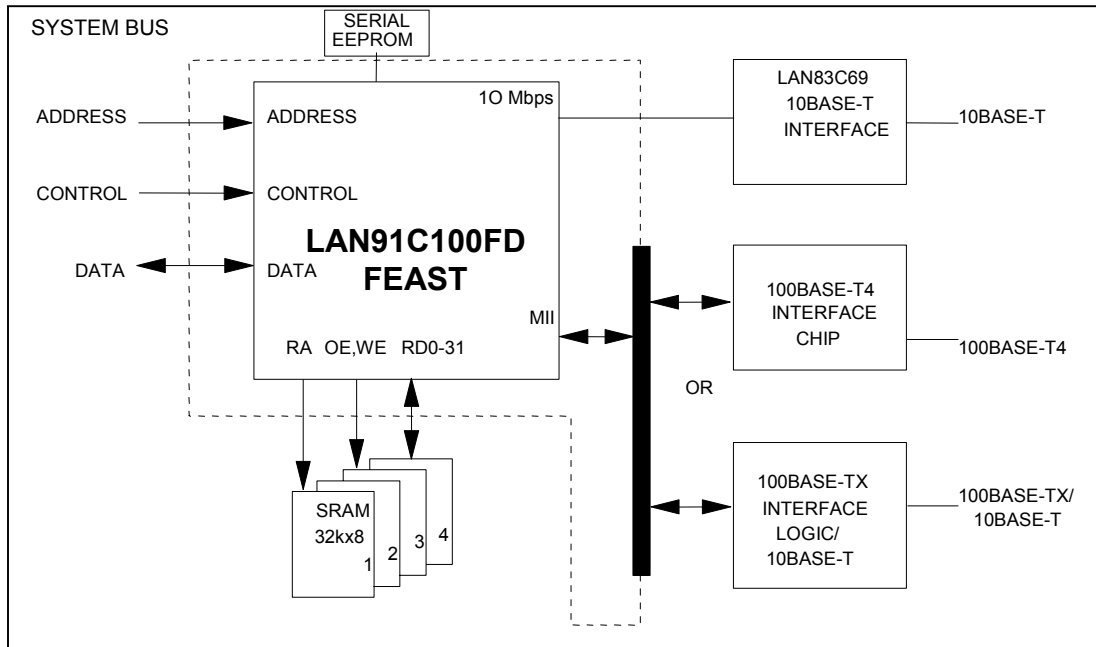 SYSTEM BUS
SERIAL
EEPROM
ADDRESS
CONTROL
DATA
ADDRESS
CONTROL
DATA
10 Mbps
LAN91C100FD
FEAST
MII
RA OE,WE RD0-31
SRAM
32kx8
1
2
3
4
LAN83C69
10BASE-T
INTERFACE
10BASE-T
100BASE-T4
INTERFACE
CHIP
100BASE-T4
OR
100BASE-TX
INTERFACE
LOGIC/
10BASE-T
100BASE-TX/
10BASE-T